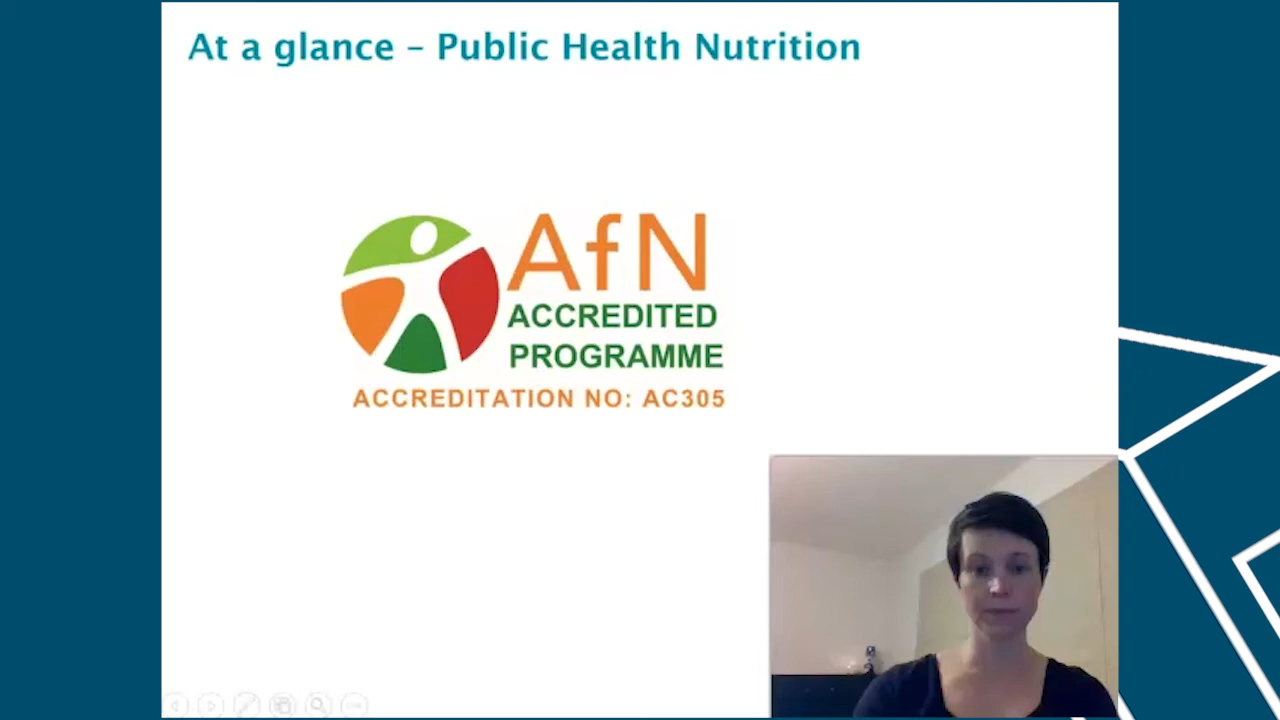 At a glance – Public Health Nutrition
AfN
ACCREDITED
PROGRAMME
ACCREDITATION NO: AC305